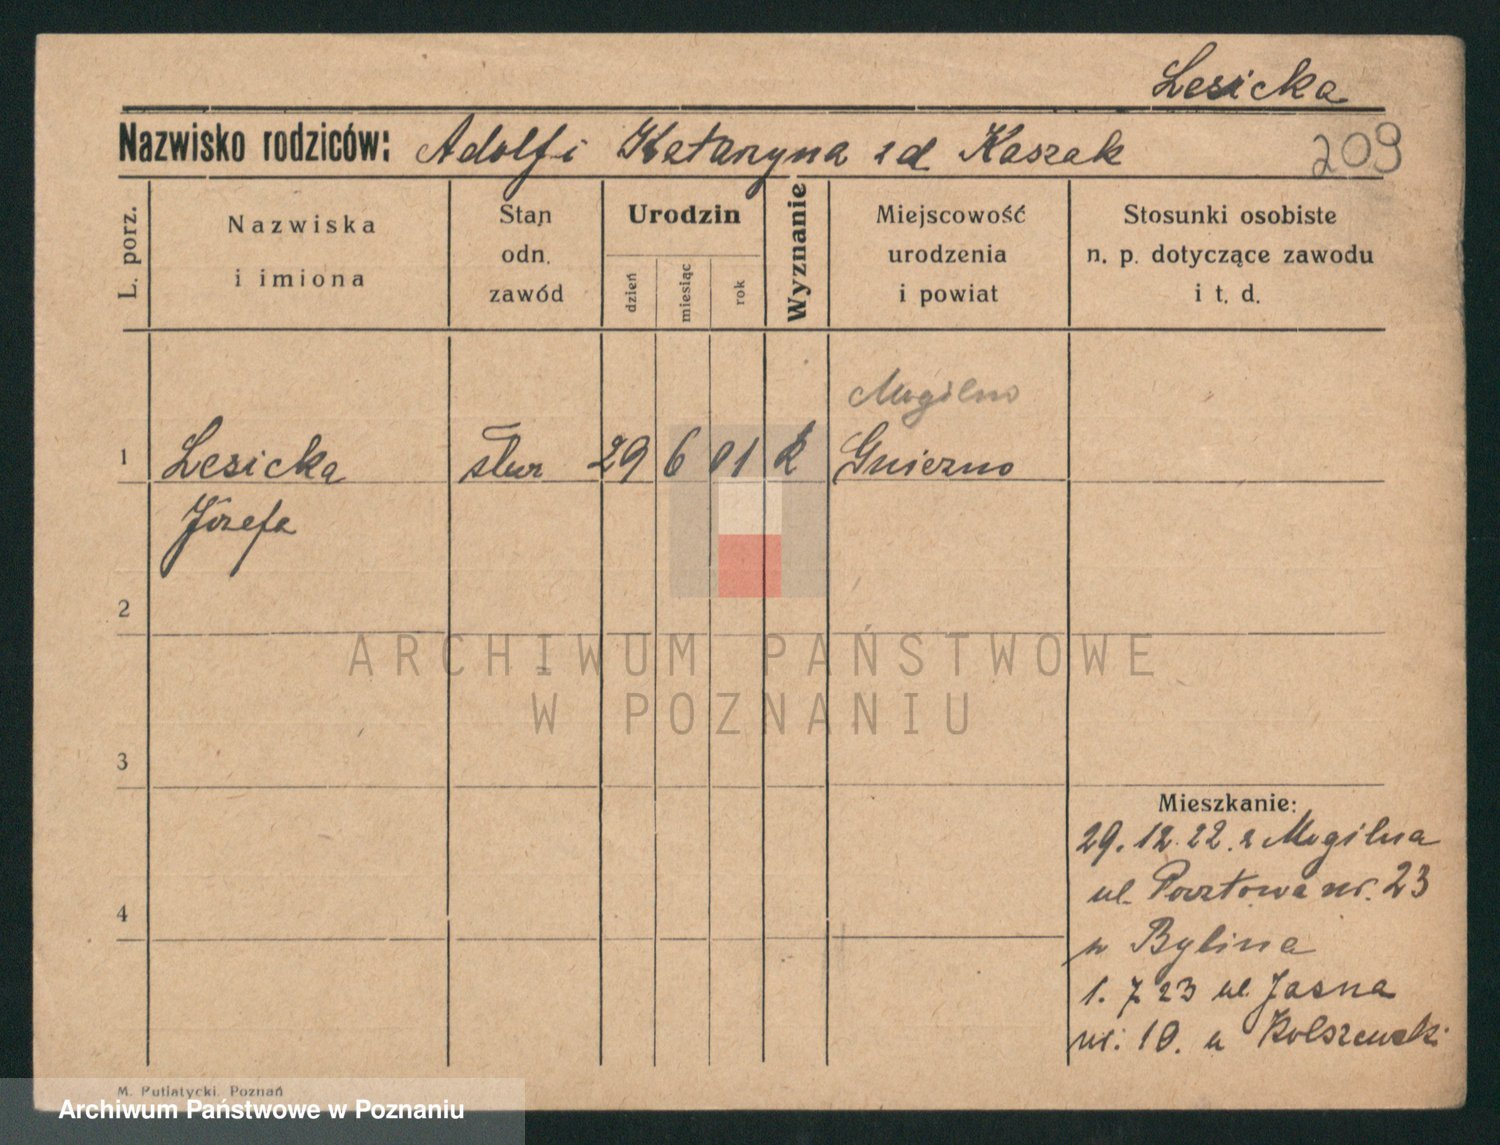 Lesicka
Nazwisko rodziców: Adolf i Katarzyna z d Kaszak
209
L. porz.
Nazwiska
i imiona
Stan
odn.
zawód
Urodzin
dzień
miesiąc
rok
Wyznanie
Miejscowość
urodzenia
i powiat
Stosunki osobiste
n. p. dotyczące zawodu
i t. d.
Mogilno
1 Lesicka służ 29 6 01 k Gniezno
Józefa
2
ARCHIWUM PAŃSTWOWE
W POZNANIU
3
Mieszkanie:
29. 12. 22. z Mogilna
ul. Pocztowa nr. 23
u Bylina
4
1. 7 23 ul. Jasna
nr. 10. u
M. Putiatycki, Poznań
Archiwum Państwowe w Poznaniu